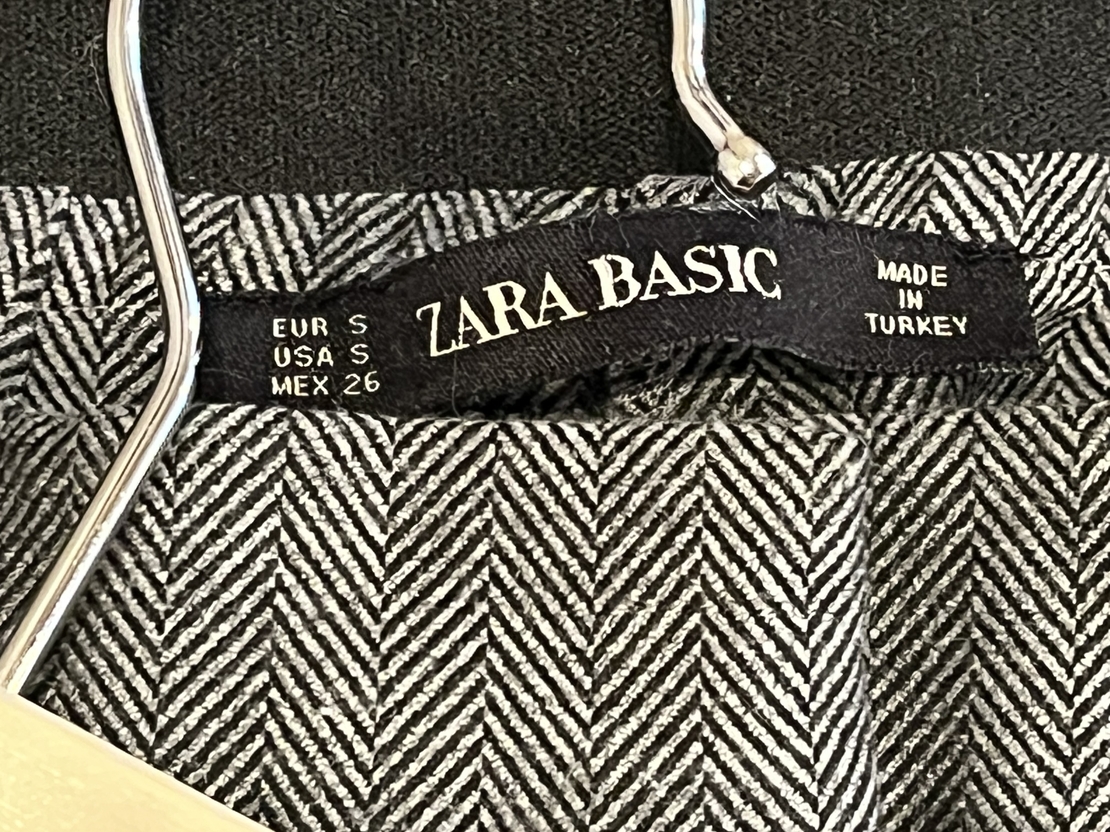 EUR S
USA S
MEX 26
ZARA BASIC
MADE
IN
TURKEY